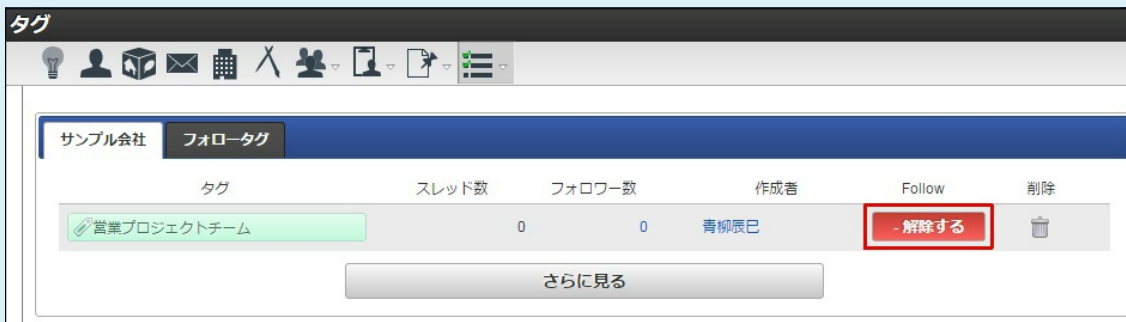 タグ
サンプル会社 フォロータグ
タグ スレッド数 フォロワー数 作成者 Follow 削除
営業プロジェクトチーム 0 0 青柳辰巳 - 解除する
さらに見る